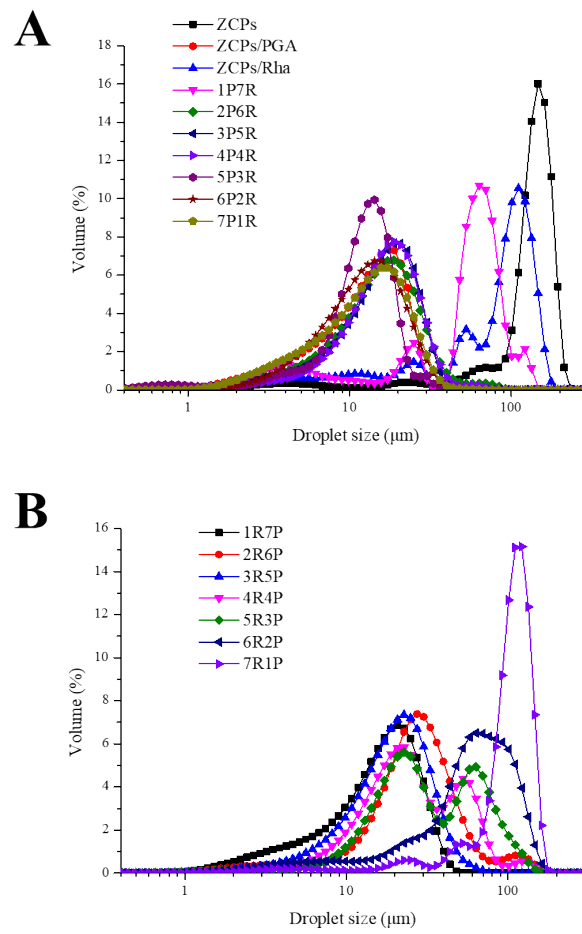 A
ZCPs
ZCPs/PGA
ZCPs/Rha
1P7R
2P6R
3P5R
4P4R
5P3R
6P2R
7P1R
18
16
14
12
10
8
6
4
2
0
Volume (%)
1
10
100
Droplet size (μm)
B
1R7P
2R6P
3R5P
4R4P
5R3P
6R2P
7R1P
16
14
12
10
8
6
4
2
0
Volume (%)
1
10
100
Droplet size (μm)